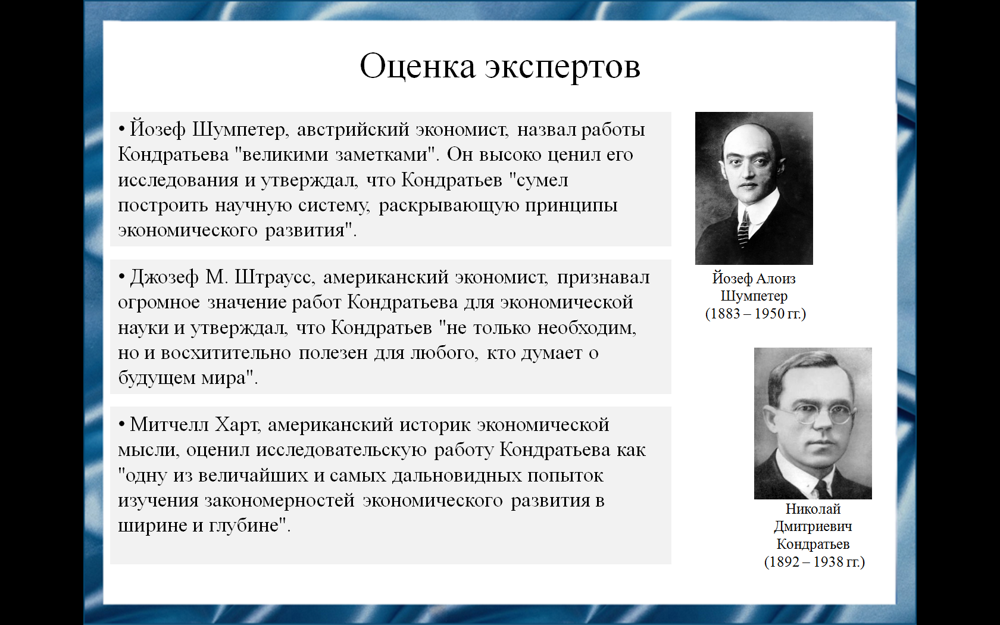 Оценка экспертов
• Йозеф Шумпетер, австрийский экономист, назвал работы
Кондратьева "великими заметками". Он высоко ценил его
исследования и утверждал, что Кондратьев "сумел
построить научную систему, раскрывающую принципы
экономического развития".
• Джозеф М. Штраусс, американский экономист, признавал
огромное значение работ Кондратьева для экономической
науки и утверждал, что Кондратьев "не только необходим,
но и восхитительно полезен для любого, кто думает о
будущем мира".
• Митчелл Харт, американский историк экономической
мысли, оценил исследовательскую работу Кондратьева как
"одну из величайших и самых дальновидных попыток
изучения закономерностей экономического развития в
ширине и глубине".
Йозеф Алоиз
Шумпетер
(1883 – 1950 гг.)
Николай
Дмитриевич
Кондратьев
(1892 – 1938 гг.)